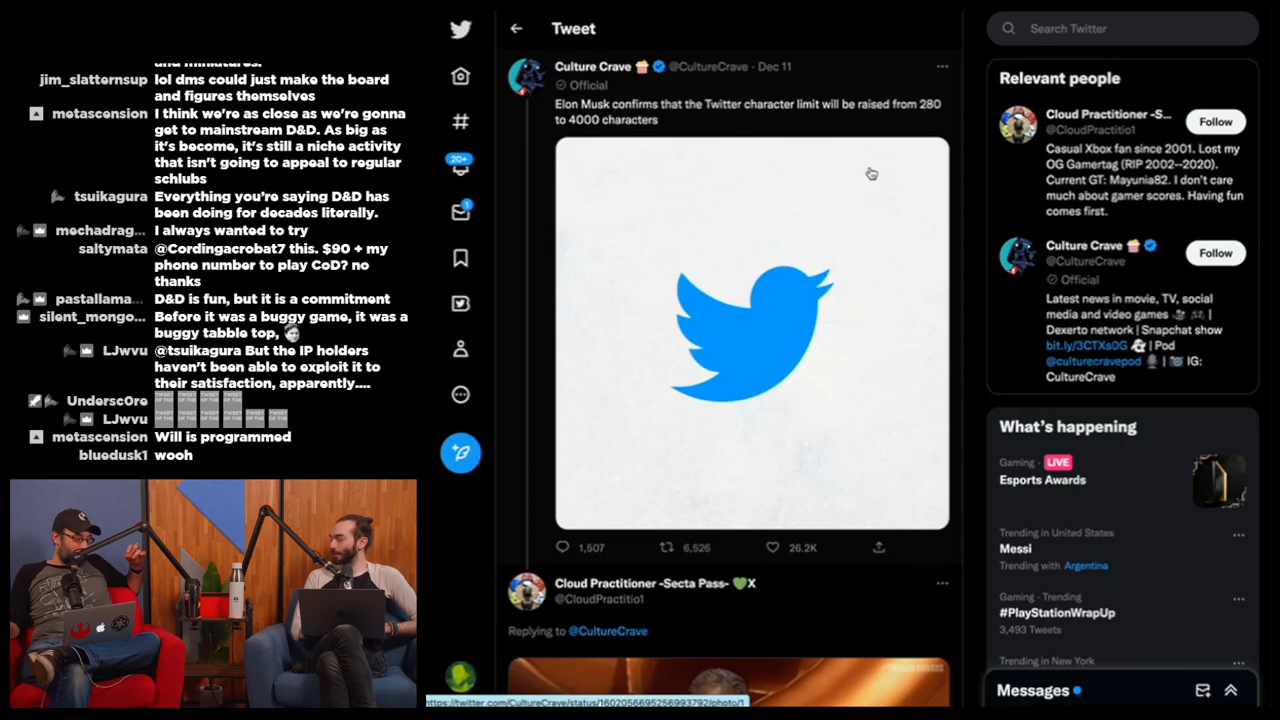 and miniatures.
jim_slatternsup lol dms could just make the board
and figures themselves
metascension I think we're as close as we're gonna
get to mainstream D&D. As big as
it's become, it's still a niche activity
that isn't going to appeal to regular
schlubs
tsuikagura Everything you're saying D&D has
been doing for decades literally.
mechadrag... I always wanted to try
saltymata @Cordingacrobat7 this. $90 + my
phone number to play CoD? no
thanks
pastallama... D&D is fun, but it is a commitment
silent_mongo... Before it was a buggy game, it was a
buggy tabble top,
LJwvu @tsuikagura But the IP holders
haven't been able to exploit it to
their satisfaction, apparently....
Undersc0re
LJwvu
metascension Will is programmed
bluedusk1 wooh
20+
1
Tweet
Culture Crave @CultureCrave · Dec 11
Official
Elon Musk confirms that the Twitter character limit will be raised from 280
to 4000 characters
1,507 6,526 26.2K
Cloud Practitioner -Secta Pass- 💚X
@CloudPractitio1
Replying to @CultureCrave
https://twitter.com/CultureCrave/status/1602056695256993792/photo/1
Search Twitter
Relevant people
Cloud Practitioner -S...
@CloudPractitio1
Follow
Casual Xbox fan since 2001. Lost my
OG Gamertag (RIP 2002--2020).
Current GT: Mayunia82. I don't care
much about gamer scores. Having fun
comes first.
Culture Crave
@CultureCrave
Follow
Official
Latest news in movie, TV, social
media and video games |
Dexerto network | Snapchat show
bit.ly/3CTXs0G | Pod
@culturecravepod | IG:
CultureCrave
What's happening
Gaming · LIVE
Esports Awards
Trending in United States
Messi
Trending with Argentina
Gaming · Trending
#PlayStationWrapUp
3,493 Tweets
Trending in New York
Messages